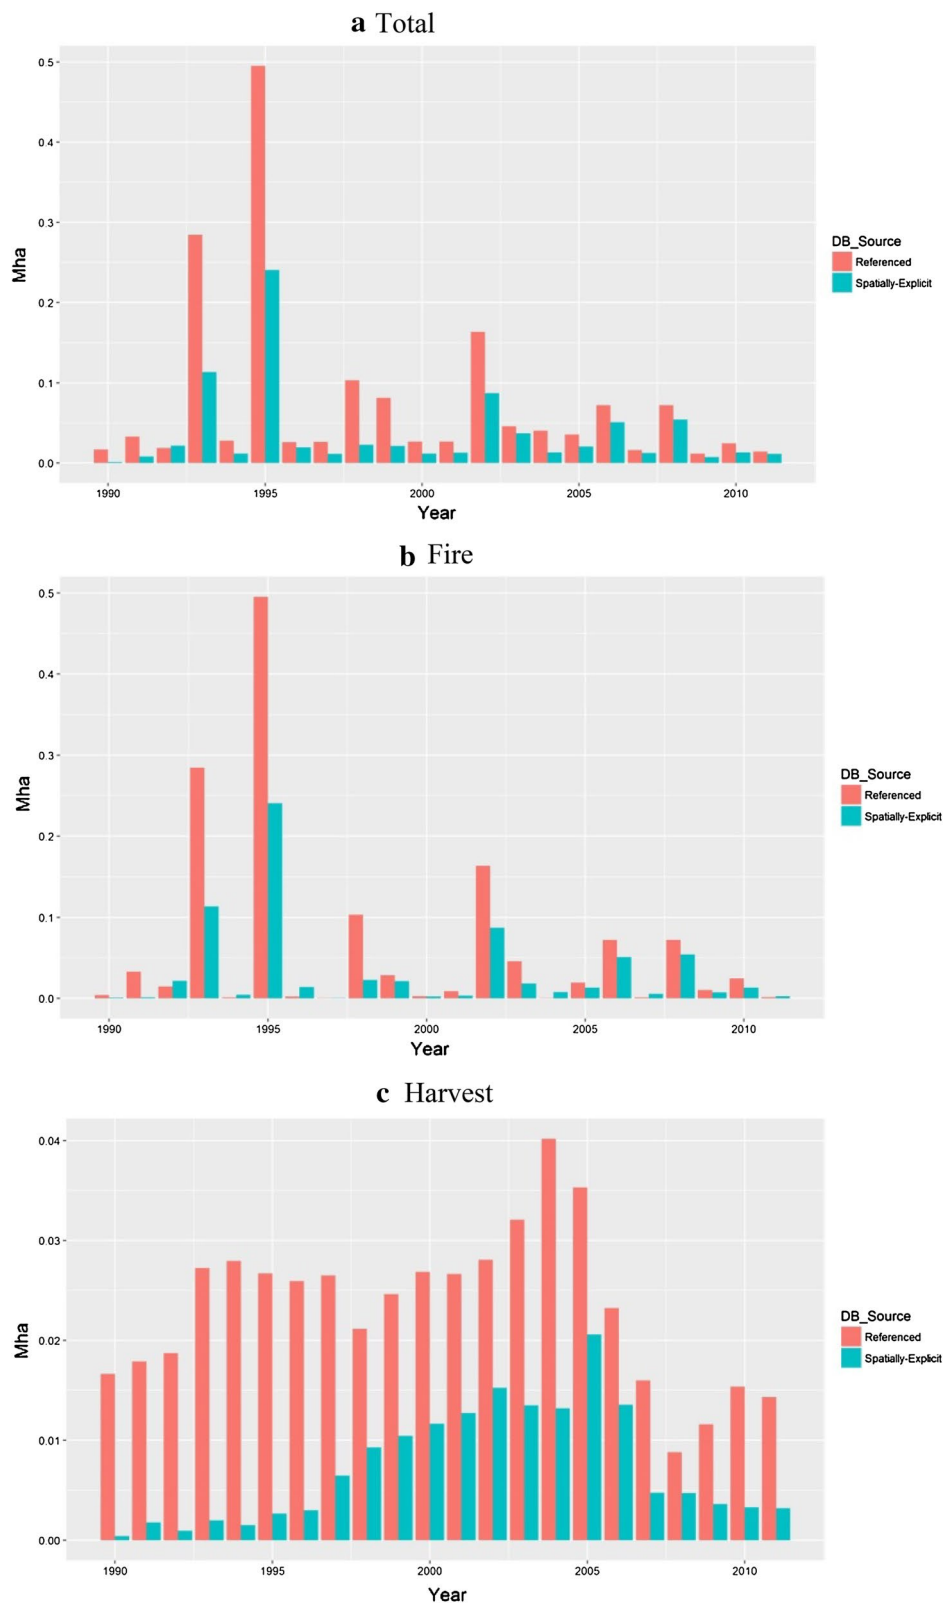 a Total
0.5
0.4
0.3
0.2
0.1
0.0
Mha
1990 1995 2000 2005 2010
Year
DB_Source
Referenced
Spatially-Explicit
b Fire
0.5
0.4
0.3
0.2
0.1
0.0
Mha
1990 1995 2000 2005 2010
Year
DB_Source
Referenced
Spatially-Explicit
c Harvest
0.04
0.03
0.02
0.01
0.00
Mha
1990 1995 2000 2005 2010
Year
DB_Source
Referenced
Spatially-Explicit